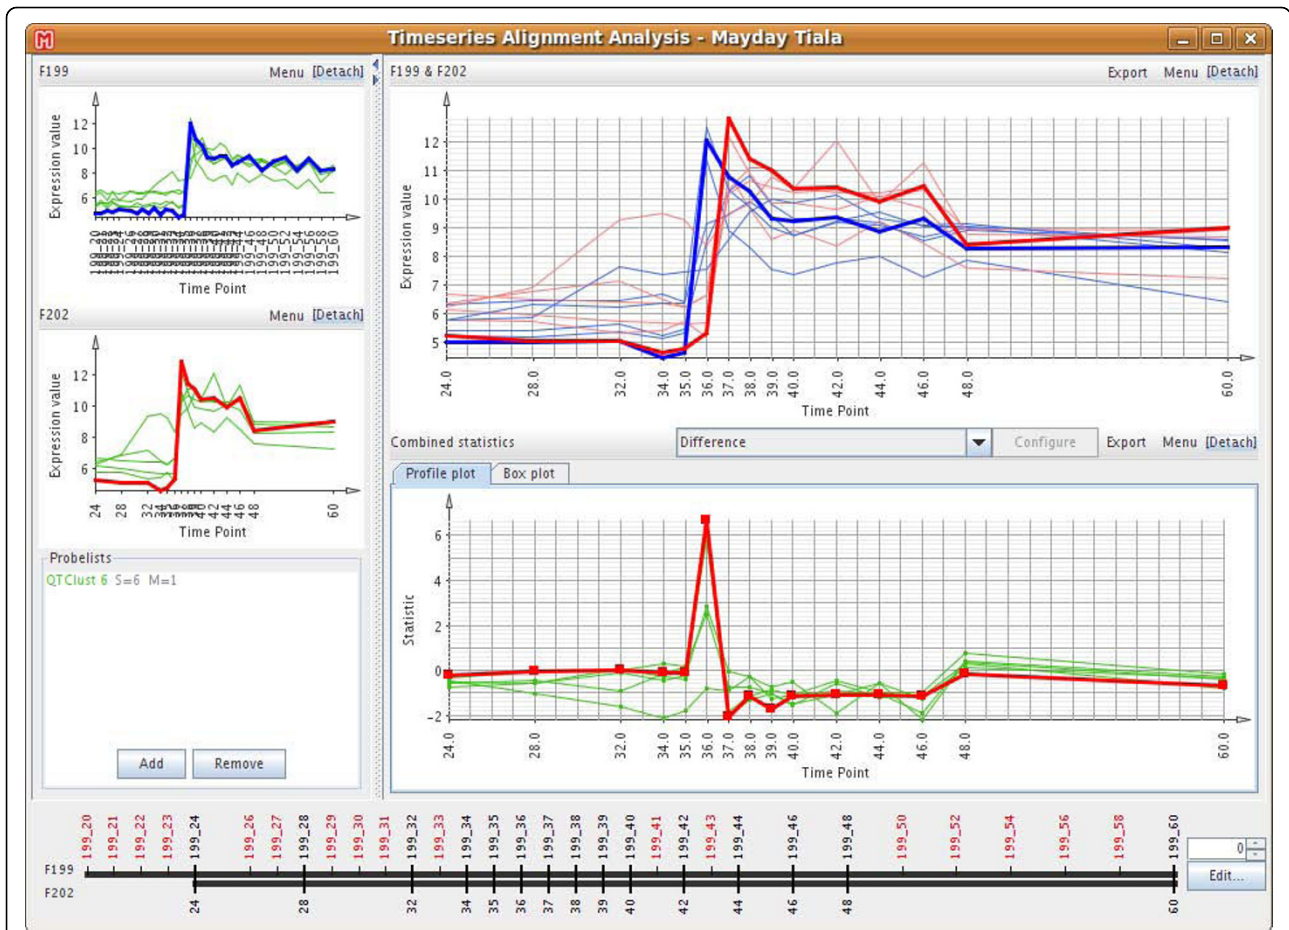 Timeseries Alignment Analysis - Mayday Tiala
F199 Menu [Detach]
Expression value
12
10
8
6
199_20
199_46
199_48
199_50
199_52
199_54
199_56
199_58
199_60
Time Point
F202 Menu [Detach]
Expression value
12
10
8
6
24
28
32
34
40
42
44
46
48
60
Time Point
Probelists
QTClust 6 S=6 M=1
Add Remove
F199 & F202 Export Menu [Detach]
Expression value
12
11
10
9
8
7
6
5
24.0 28.0 32.0 34.0 35.0 36.0 37.0 38.0 39.0 40.0 42.0 44.0 46.0 48.0 60.0
Time Point
Combined statistics Difference Configure Export Menu [Detach]
Profile plot Box plot
Statistic
6
4
2
0
-2
24.0 28.0 32.0 34.0 35.0 36.0 37.0 38.0 39.0 40.0 42.0 44.0 46.0 48.0 60.0
Time Point
199_20 199_21 199_22 199_23 199_24 199_26 199_27 199_28 199_29 199_30 199_31 199_32 199_33 199_34 199_35 199_36 199_37 199_38 199_39 199_40 199_41 199_42 199_43 199_44 199_46 199_48 199_50 199_52 199_54 199_56 199_58 199_60
0
F199
F202
Edit...
24 28 32 34 35 36 37 38 39 40 42 44 46 48 60